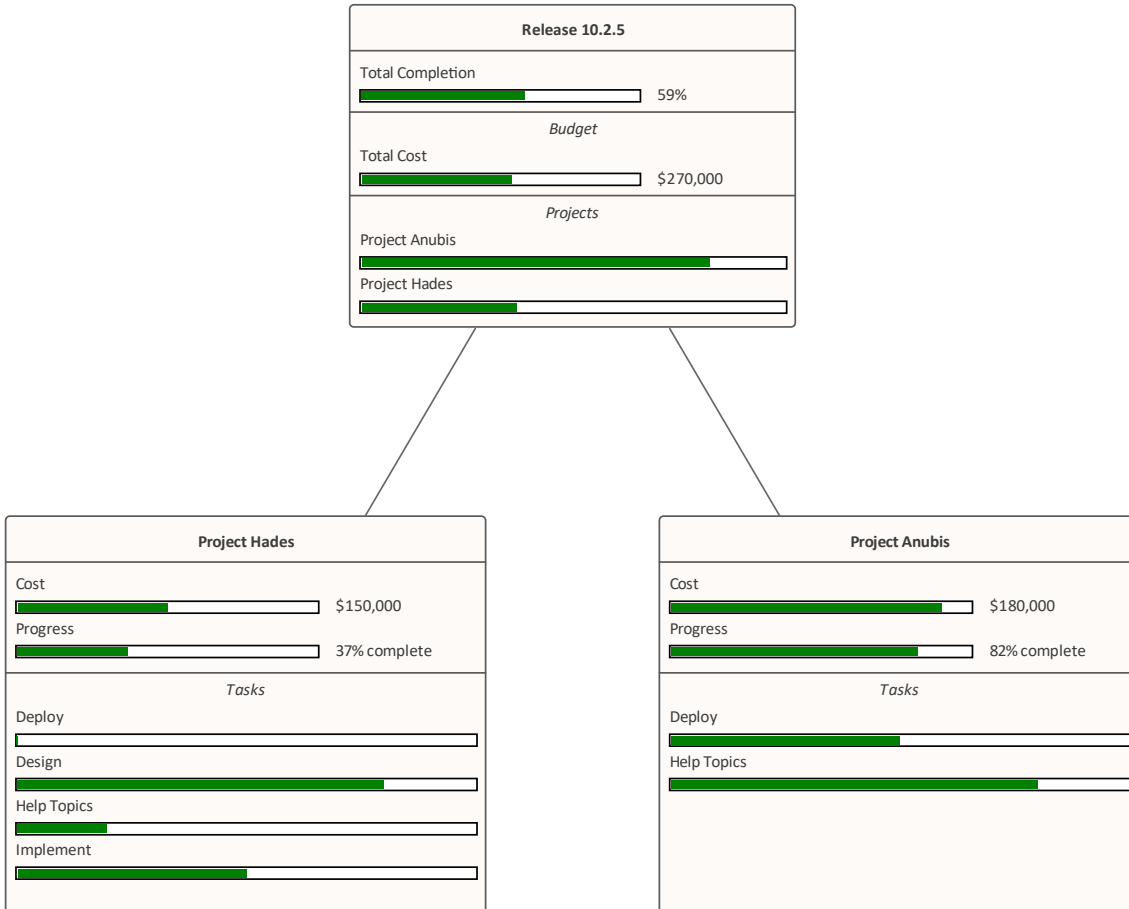 Release 10.2.5
Total Completion
59%
Budget
Total Cost
$270,000
Projects
Project Anubis
Project Hades
Project Hades
Cost
$150,000
Progress
37% complete
Tasks
Deploy
Design
Help Topics
Implement
Project Anubis
Cost
$180,000
Progress
82% complete
Tasks
Deploy
Help Topics